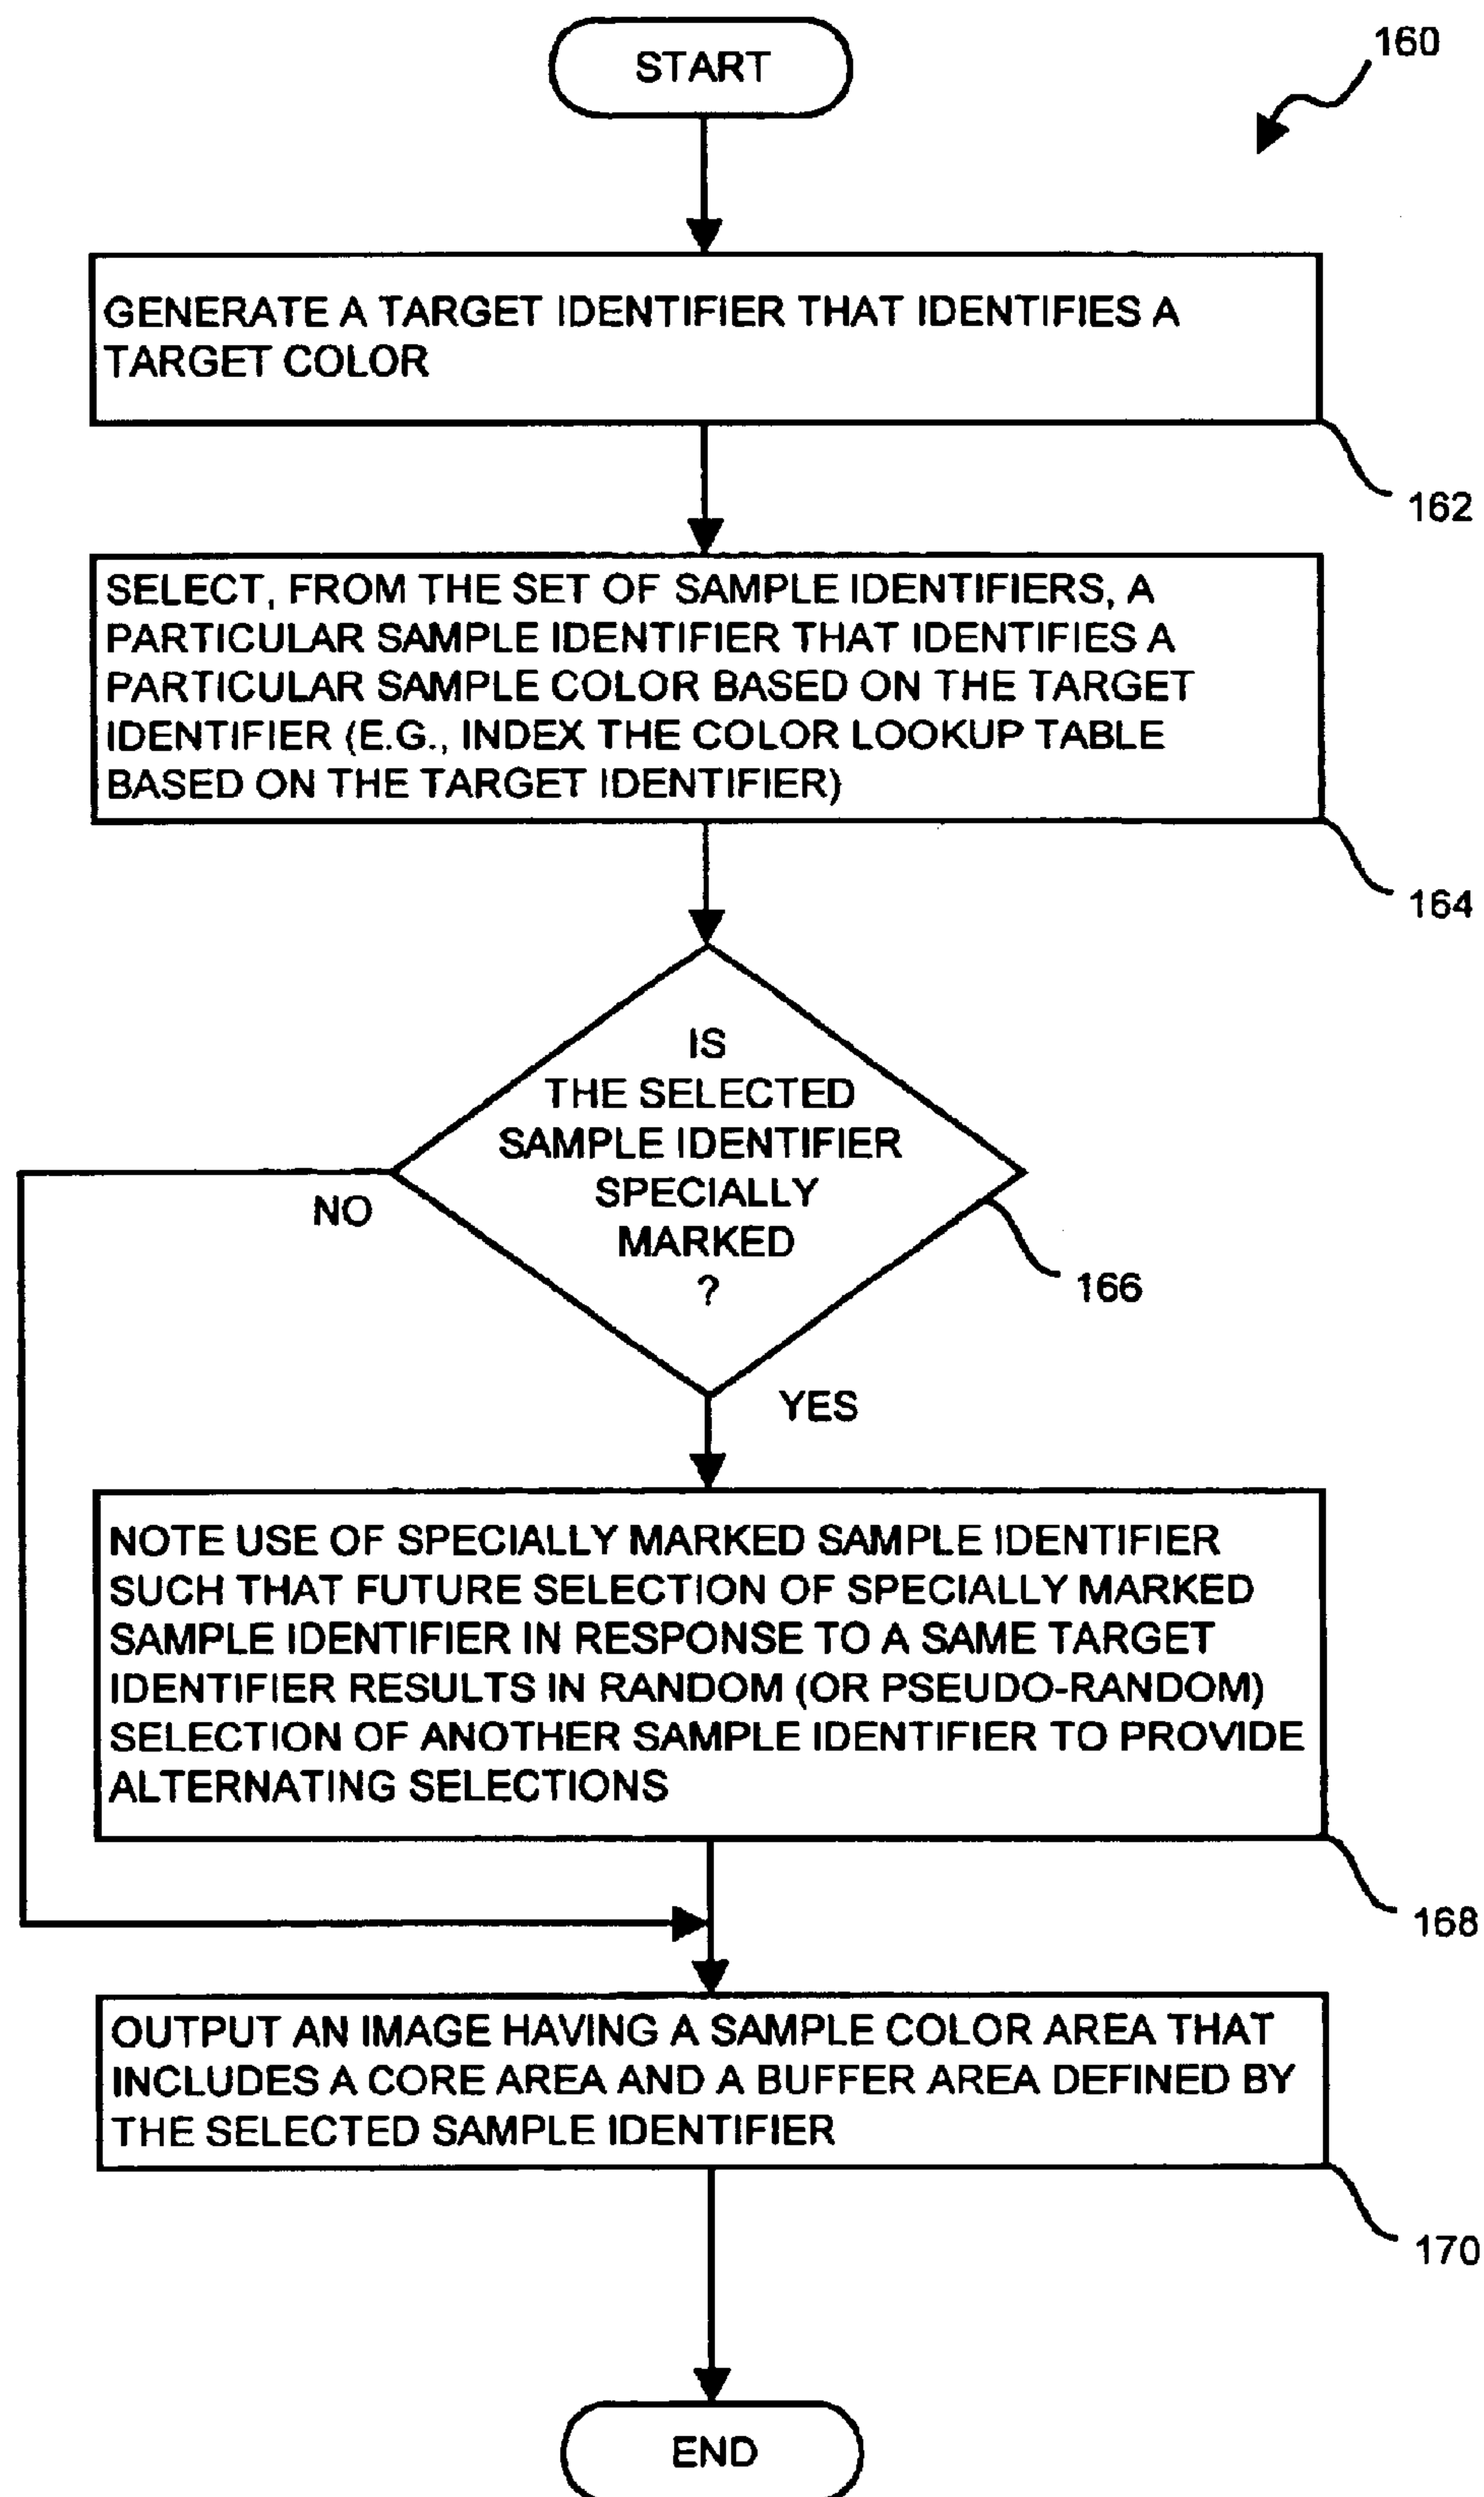 START
160
GENERATE A TARGET IDENTIFIER THAT IDENTIFIES A
TARGET COLOR
162
SELECT, FROM THE SET OF SAMPLE IDENTIFIERS, A
PARTICULAR SAMPLE IDENTIFIER THAT IDENTIFIES A
PARTICULAR SAMPLE COLOR BASED ON THE TARGET
IDENTIFIER (E.G., INDEX THE COLOR LOOKUP TABLE
BASED ON THE TARGET IDENTIFIER)
164
IS
THE SELECTED
SAMPLE IDENTIFIER
SPECIALLY
MARKED
?
NO
166
YES
NOTE USE OF SPECIALLY MARKED SAMPLE IDENTIFIER
SUCH THAT FUTURE SELECTION OF SPECIALLY MARKED
SAMPLE IDENTIFIER IN RESPONSE TO A SAME TARGET
IDENTIFIER RESULTS IN RANDOM (OR PSEUDO-RANDOM)
SELECTION OF ANOTHER SAMPLE IDENTIFIER TO PROVIDE
ALTERNATING SELECTIONS
168
OUTPUT AN IMAGE HAVING A SAMPLE COLOR AREA THAT
INCLUDES A CORE AREA AND A BUFFER AREA DEFINED BY
THE SELECTED SAMPLE IDENTIFIER
170
END